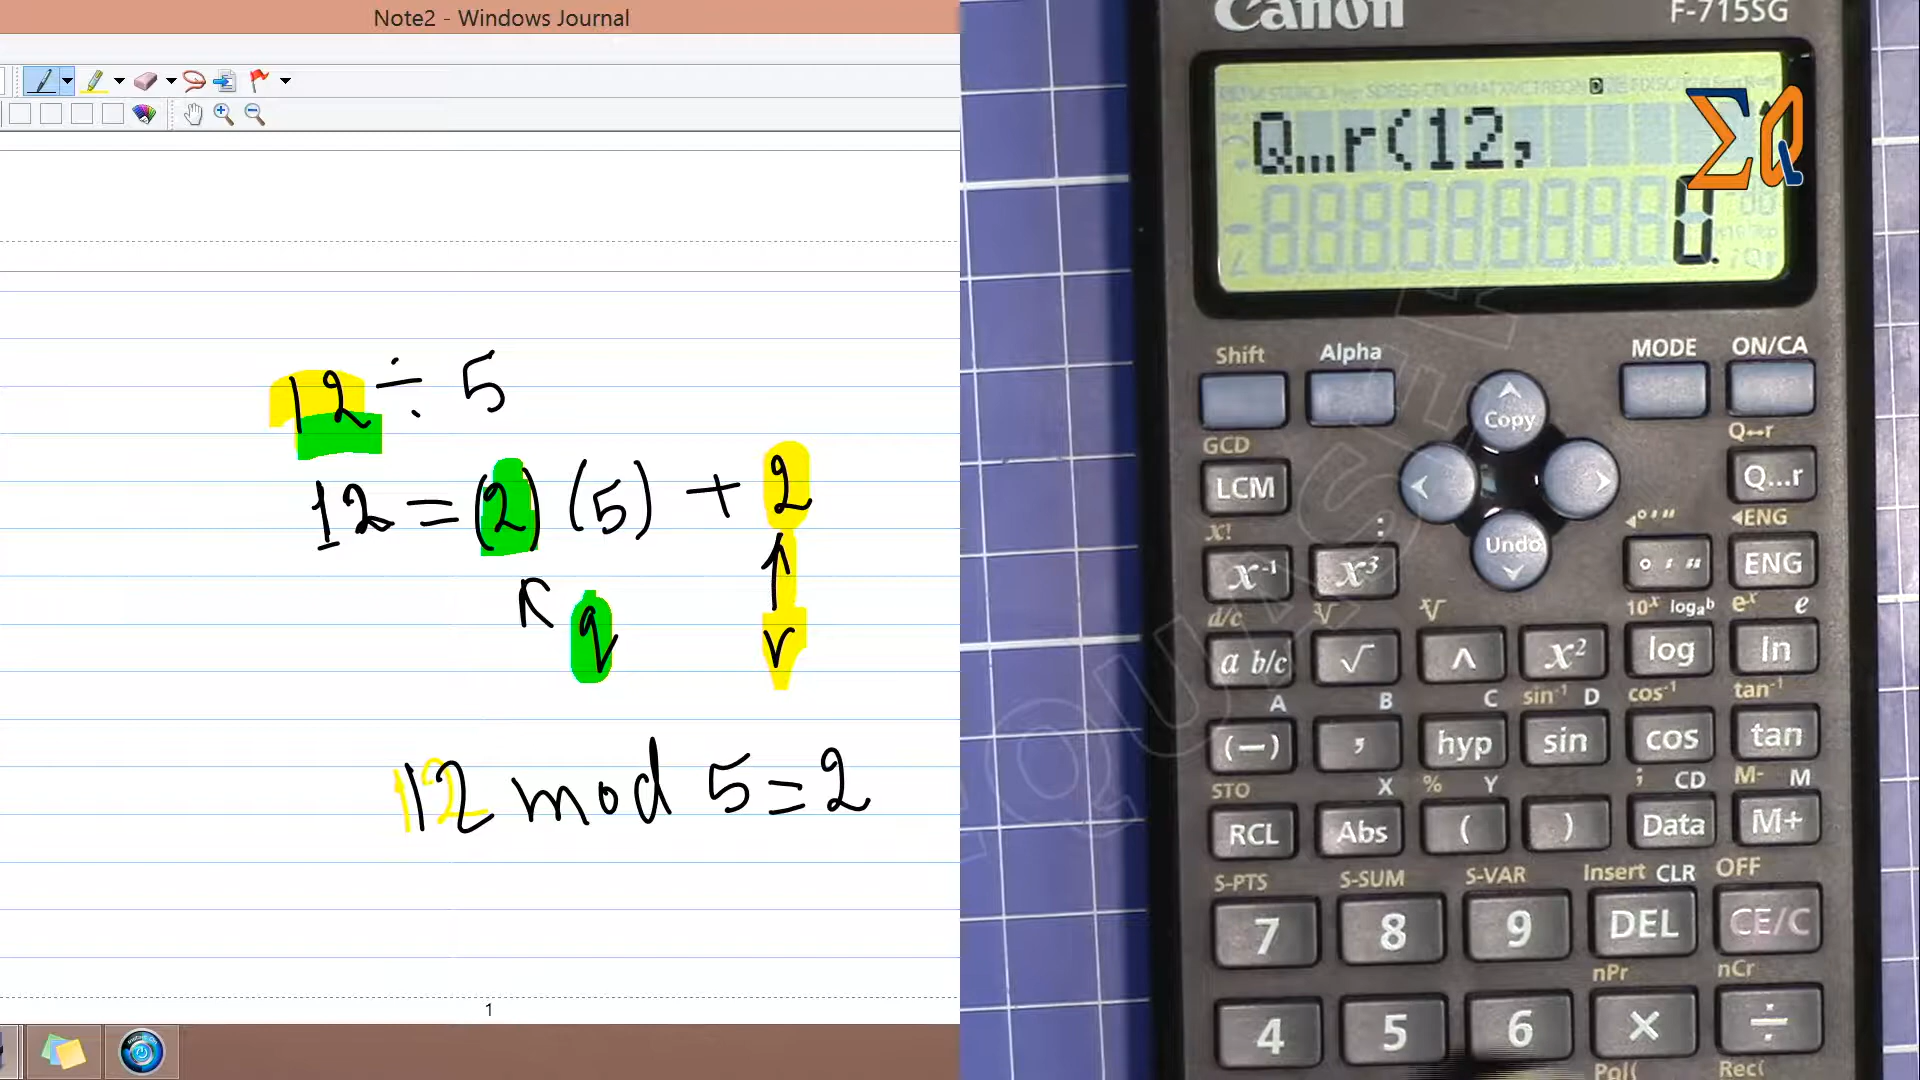 Note2 - Windows Journal
12 ÷ 5
12 = (2) (5) + 2
q
r
12 mod 5 = 2
1
Canon
F-715SG
Q…r(12,
0.
ΣQ
Shift
Alpha
MODE
ON/CA
Copy
Undo
GCD
Q↔r
LCM
Q...r
x!
:
◄° ' "
◄ENG
x⁻¹
x³
° ' "
ENG
d/c
³√
ˣ√
10ˣ
logₐᵇ
eˣ
e
a b/c
√
^
x²
log
ln
A
B
C
sin⁻¹
D
cos⁻¹
tan⁻¹
(−)
,
hyp
sin
cos
tan
STO
X
%
Y
;
CD
M-
M
RCL
Abs
(
)
Data
M+
S-PTS
S-SUM
S-VAR
Insert
CLR
OFF
7
8
9
DEL
CE/C
nPr
nCr
4
5
6
×
÷
Pol(
Rec(